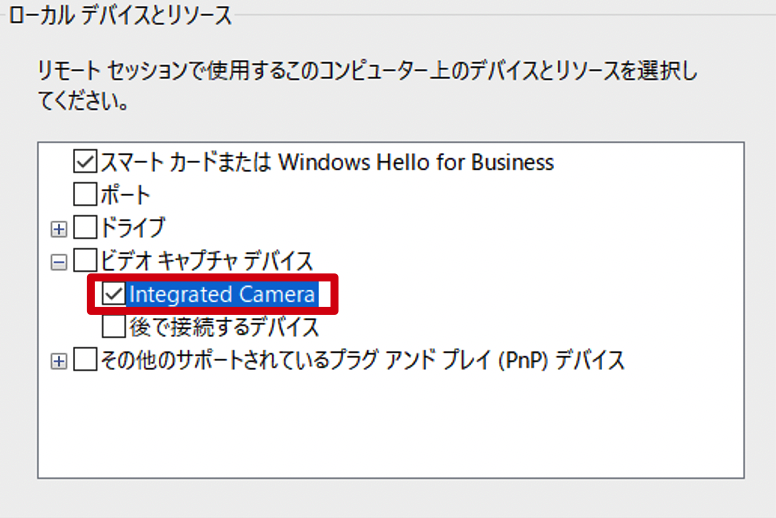 ローカル デバイスとリソース
リモート セッションで使用するこのコンピューター上のデバイスとリソースを選択し
てください。
スマート カードまたは Windows Hello for Business
ポート
ドライブ
ビデオ キャプチャ デバイス
Integrated Camera
後で接続するデバイス
その他のサポートされているプラグ アンド プレイ (PnP) デバイス